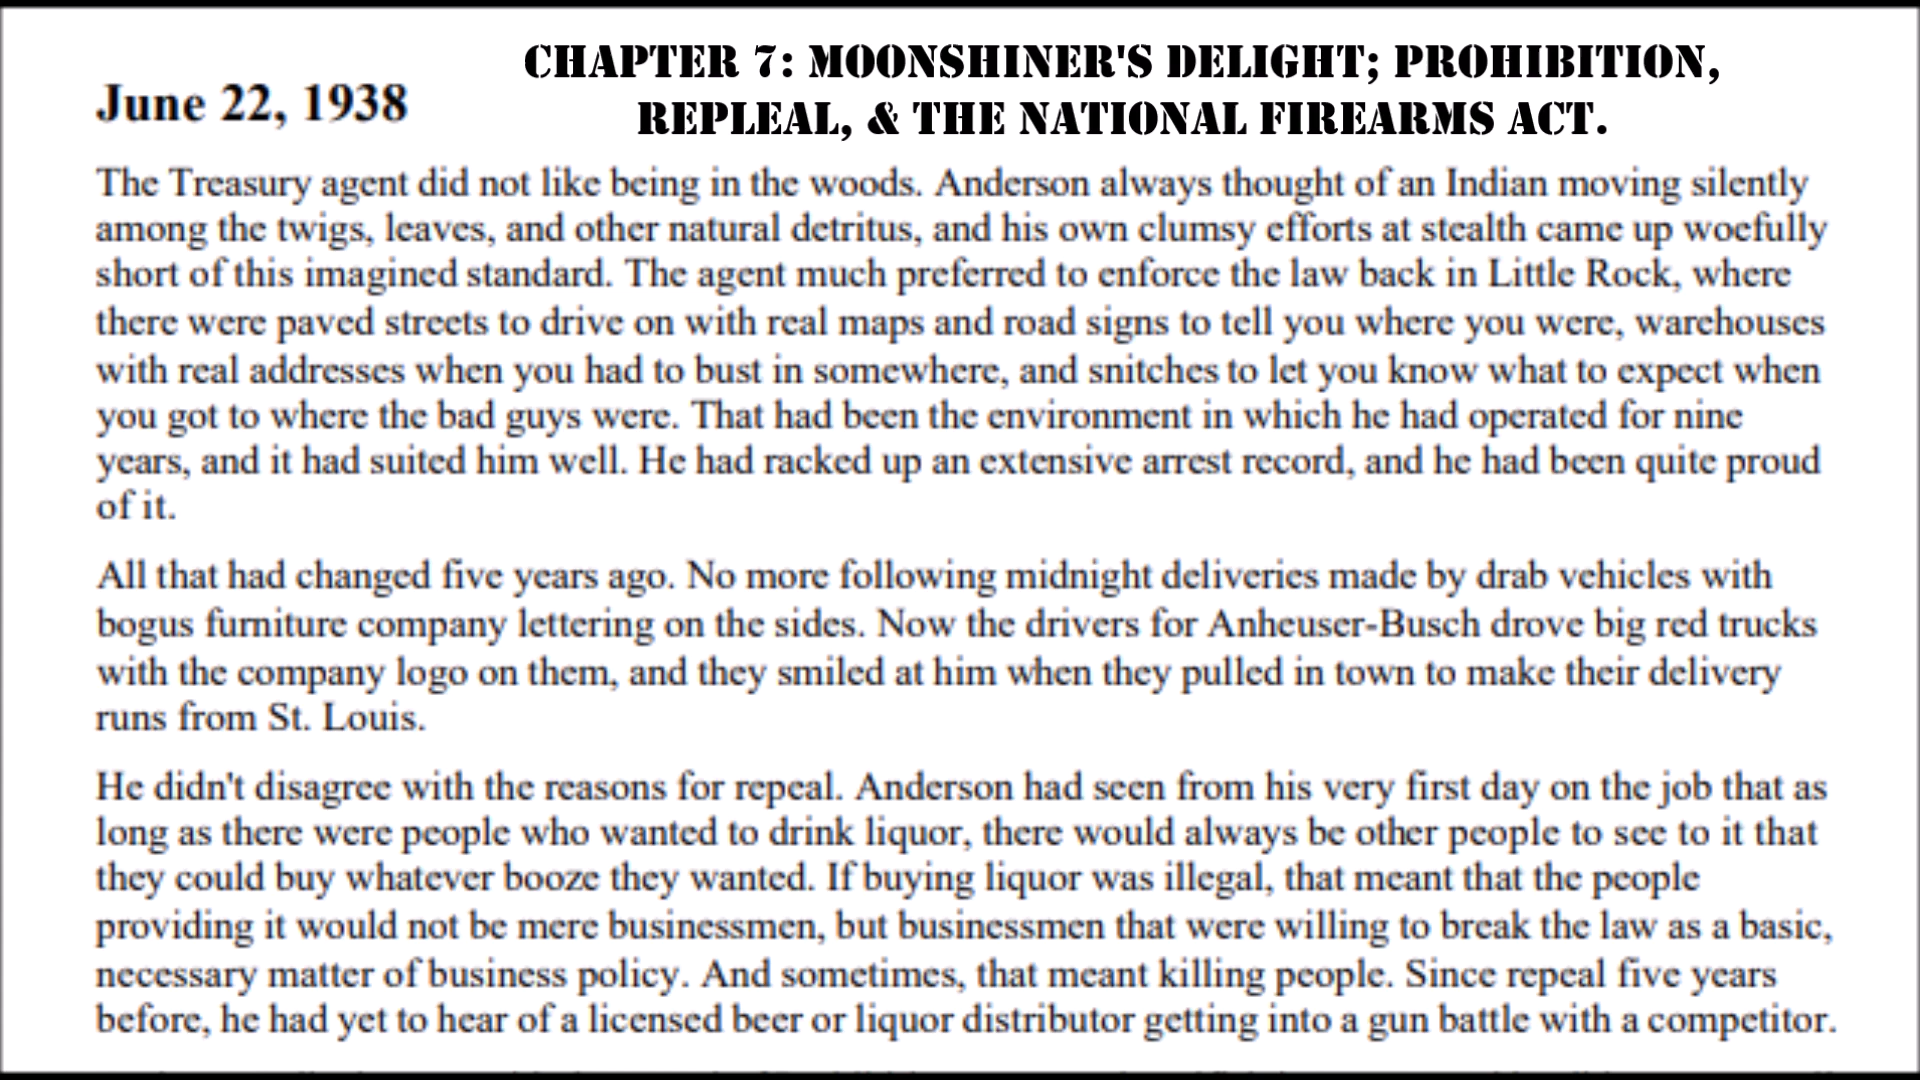 CHAPTER 7: MOONSHINER'S DELIGHT; PROHIBITION,
REPLEAL, & THE NATIONAL FIREARMS ACT.
June 22, 1938
The Treasury agent did not like being in the woods. Anderson always thought of an Indian moving silently
among the twigs, leaves, and other natural detritus, and his own clumsy efforts at stealth came up woefully
short of this imagined standard. The agent much preferred to enforce the law back in Little Rock, where
there were paved streets to drive on with real maps and road signs to tell you where you were, warehouses
with real addresses when you had to bust in somewhere, and snitches to let you know what to expect when
you got to where the bad guys were. That had been the environment in which he had operated for nine
years, and it had suited him well. He had racked up an extensive arrest record, and he had been quite proud
of it.
All that had changed five years ago. No more following midnight deliveries made by drab vehicles with
bogus furniture company lettering on the sides. Now the drivers for Anheuser-Busch drove big red trucks
with the company logo on them, and they smiled at him when they pulled in town to make their delivery
runs from St. Louis.
He didn't disagree with the reasons for repeal. Anderson had seen from his very first day on the job that as
long as there were people who wanted to drink liquor, there would always be other people to see to it that
they could buy whatever booze they wanted. If buying liquor was illegal, that meant that the people
providing it would not be mere businessmen, but businessmen that were willing to break the law as a basic,
necessary matter of business policy. And sometimes, that meant killing people. Since repeal five years
before, he had yet to hear of a licensed beer or liquor distributor getting into a gun battle with a competitor.